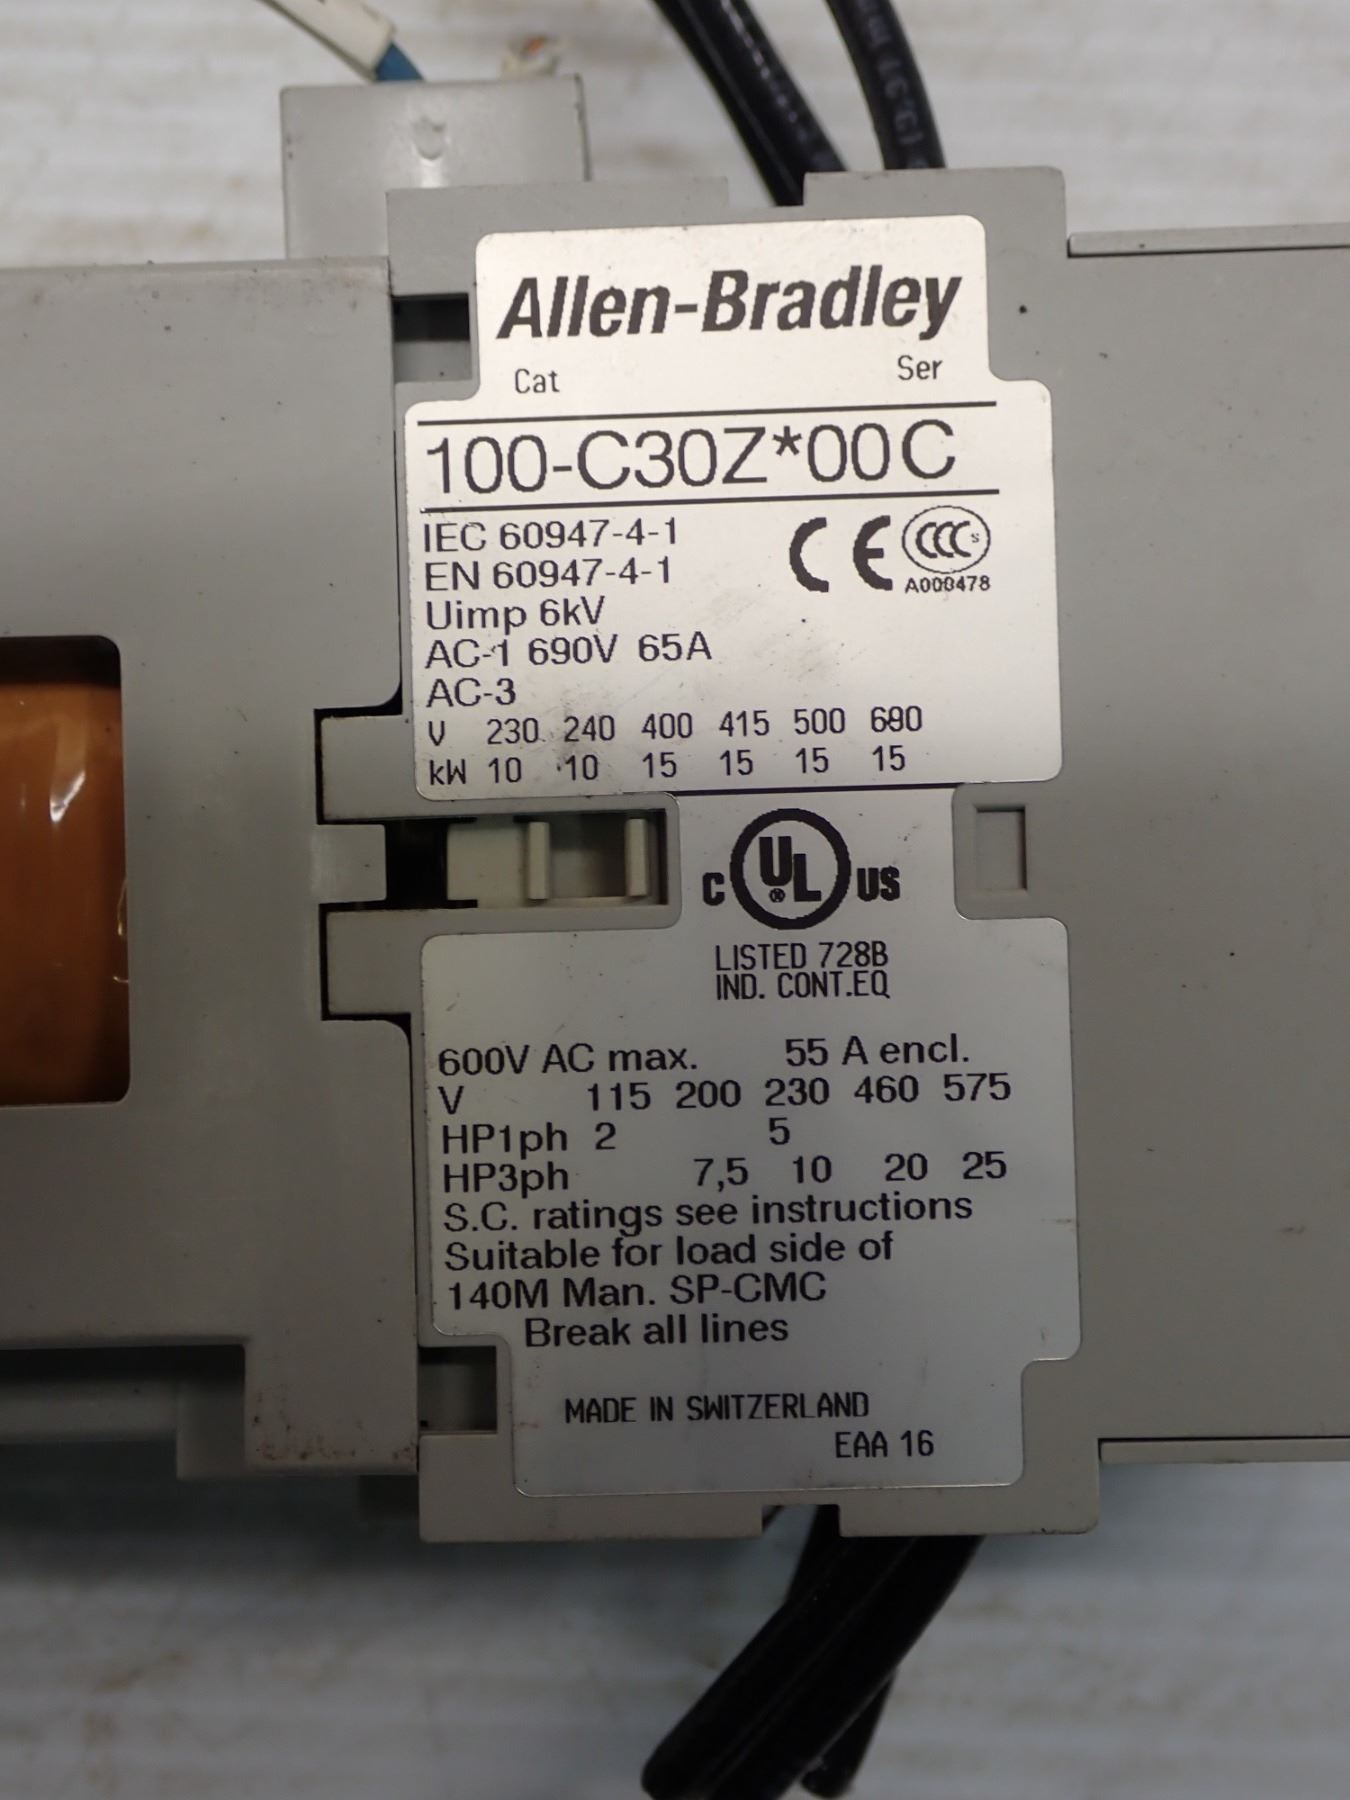 Allen-Bradley
Cat Ser
100-C30Z*00 C
IEC 60947-4-1
EN 60947-4-1
CE CCC S
A000478
Uimp 6kV
AC-1 690V 65A
AC-3
V 230 240 400 415 500 690
kW 10 10 15 15 15 15
C UL ® US
LISTED 728B
IND. CONT.EQ
600V AC max. 55 A encl.
V 115 200 230 460 575
HP1ph 2 5
HP3ph 7,5 10 20 25
S.C. ratings see instructions
Suitable for load side of
140M Man. SP-CMC
Break all lines
MADE IN SWITZERLAND
EAA 16